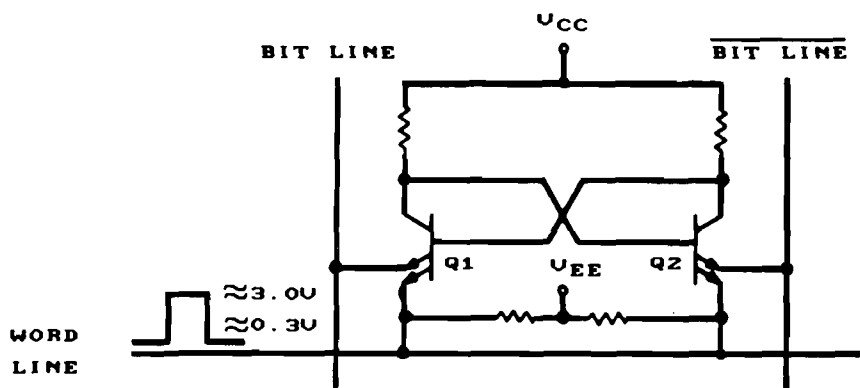 VCC
BIT LINE
BIT LINE
Q1
Q2
VEE
≈3.0V
≈0.3V
WORD
LINE